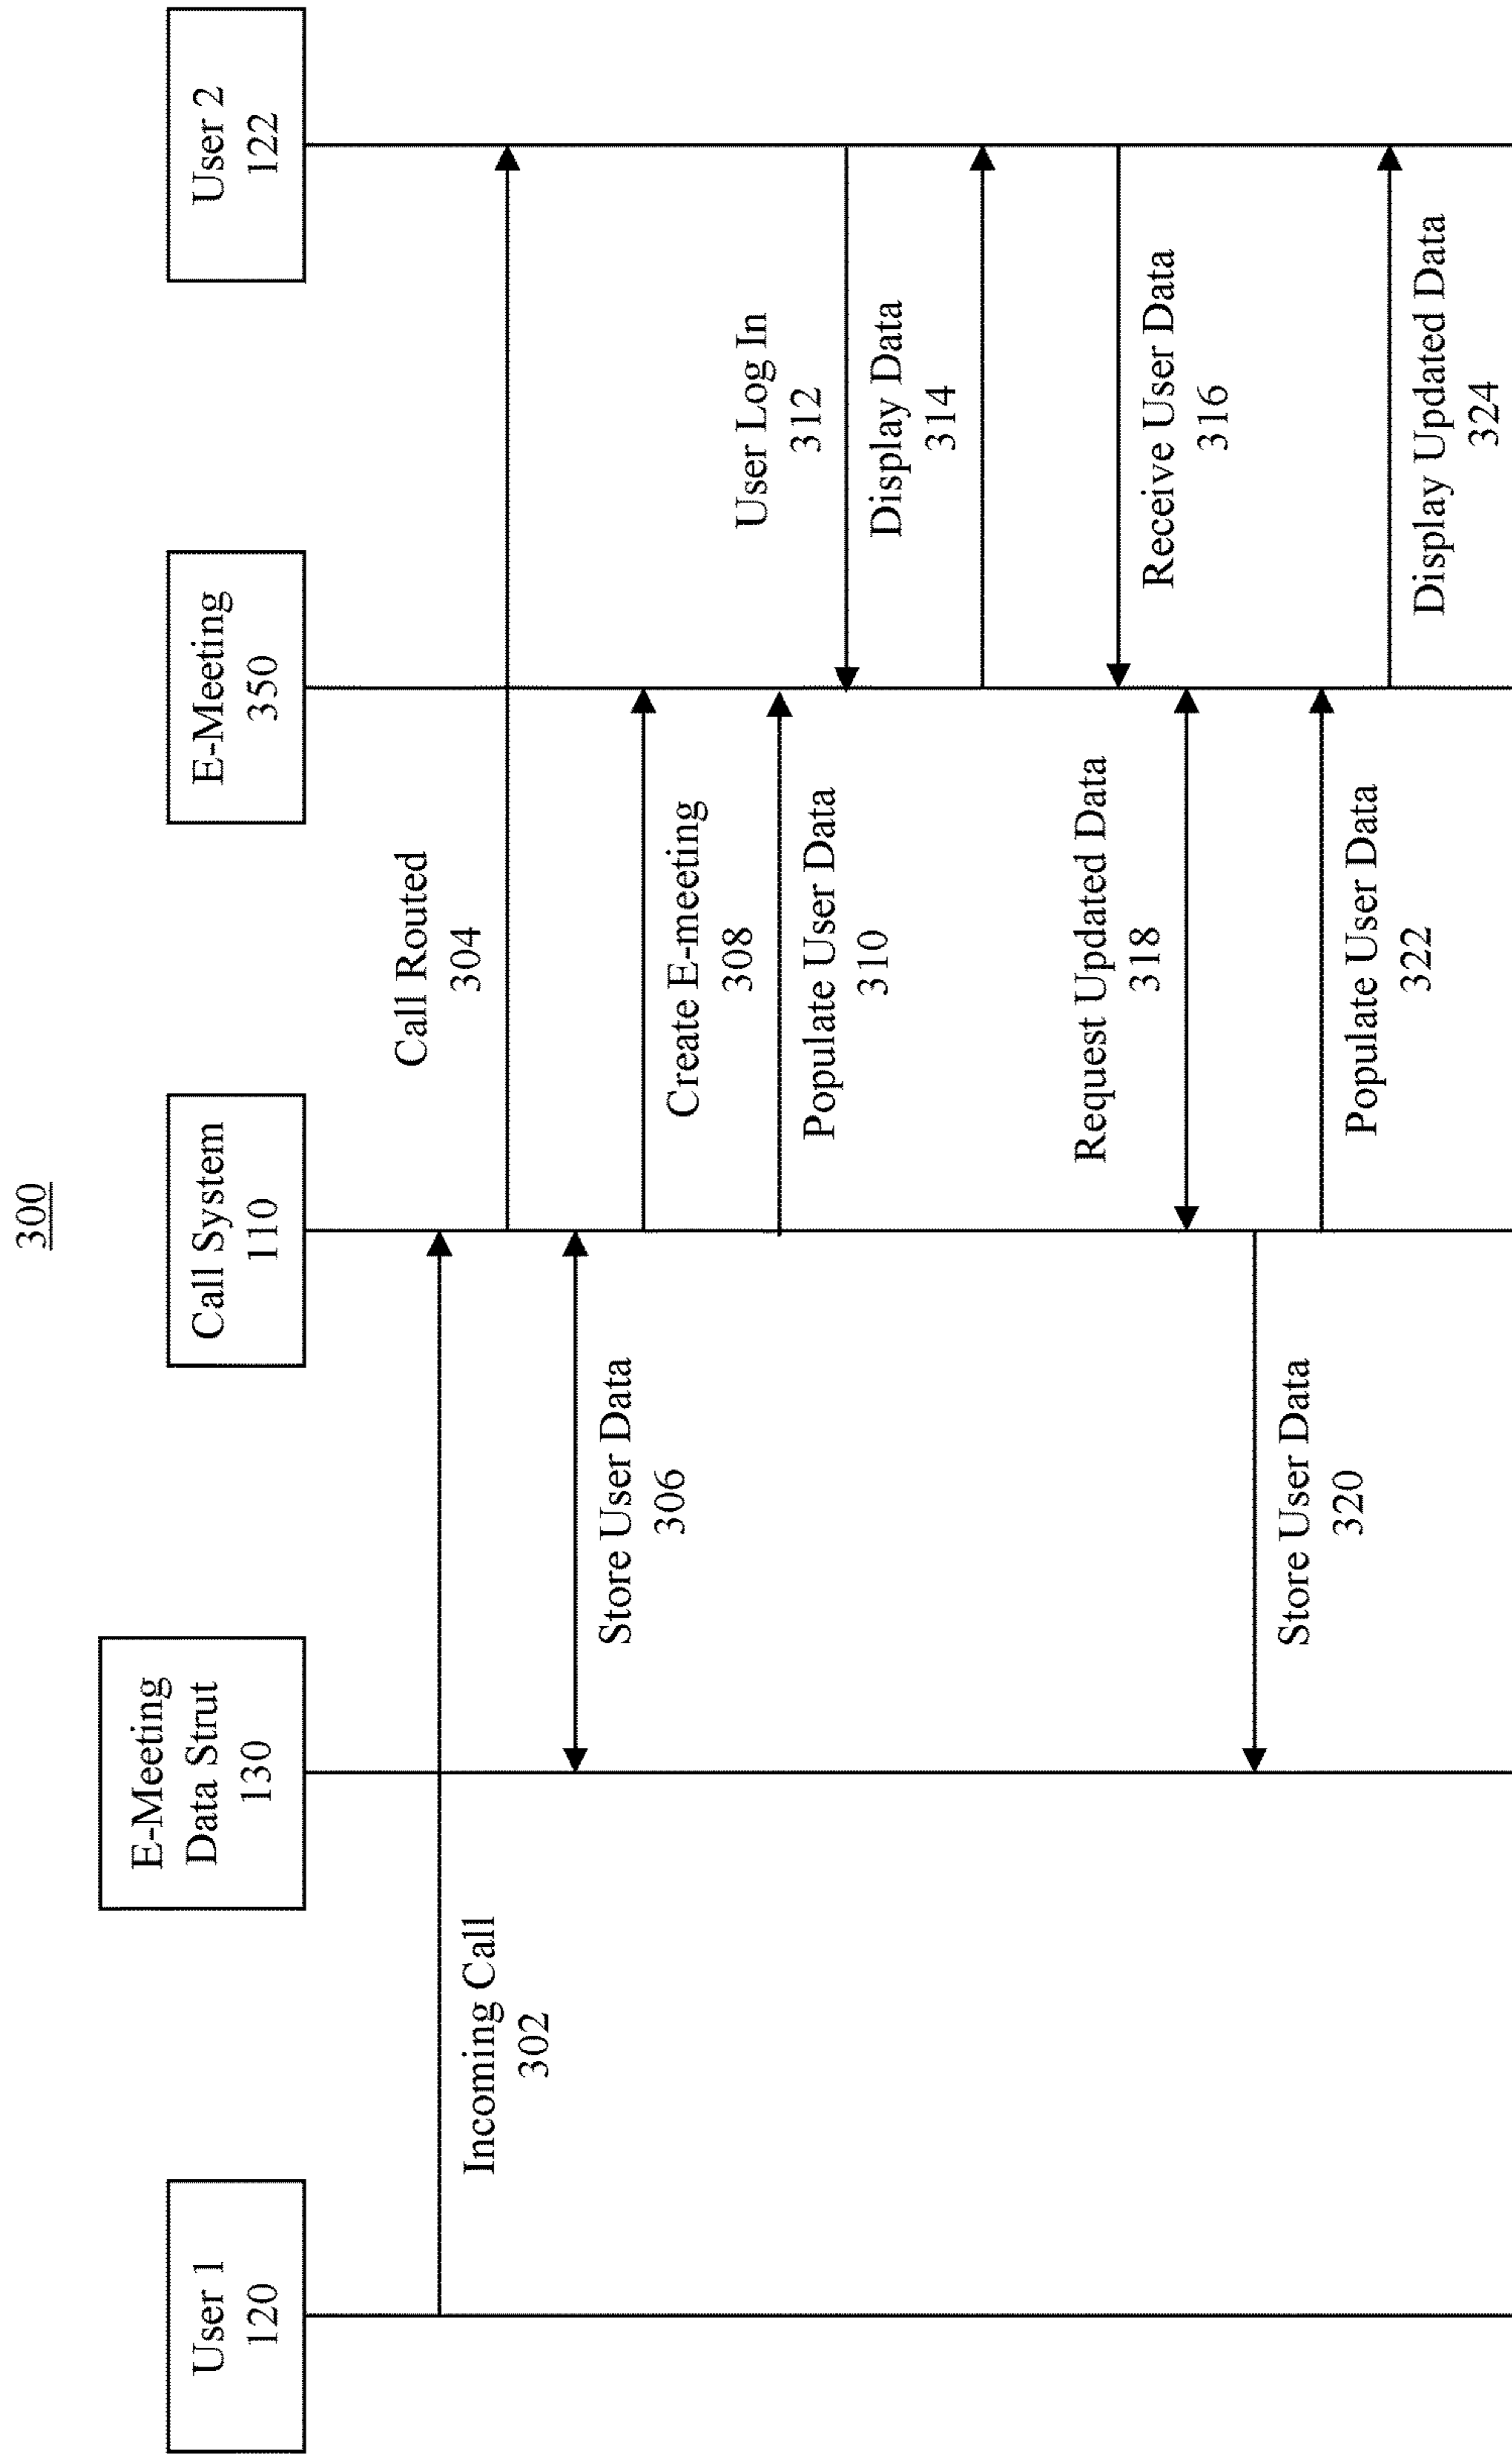 300
User 1
120
E-Meeting
Data Strut
130
Call System
110
E-Meeting
350
User 2
122
Incoming Call
302
Call Routed
304
Store User Data
306
Create E-meeting
308
Populate User Data
310
User Log In
312
Display Data
314
Receive User Data
316
Request Updated Data
318
Store User Data
320
Populate User Data
322
Display Updated Data
324